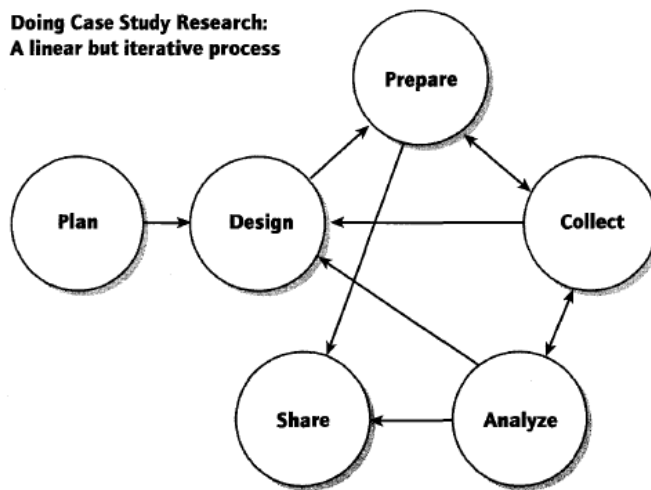 Doing Case Study Research:
A linear but iterative process
Prepare
Plan
Design
Collect
Share
Analyze